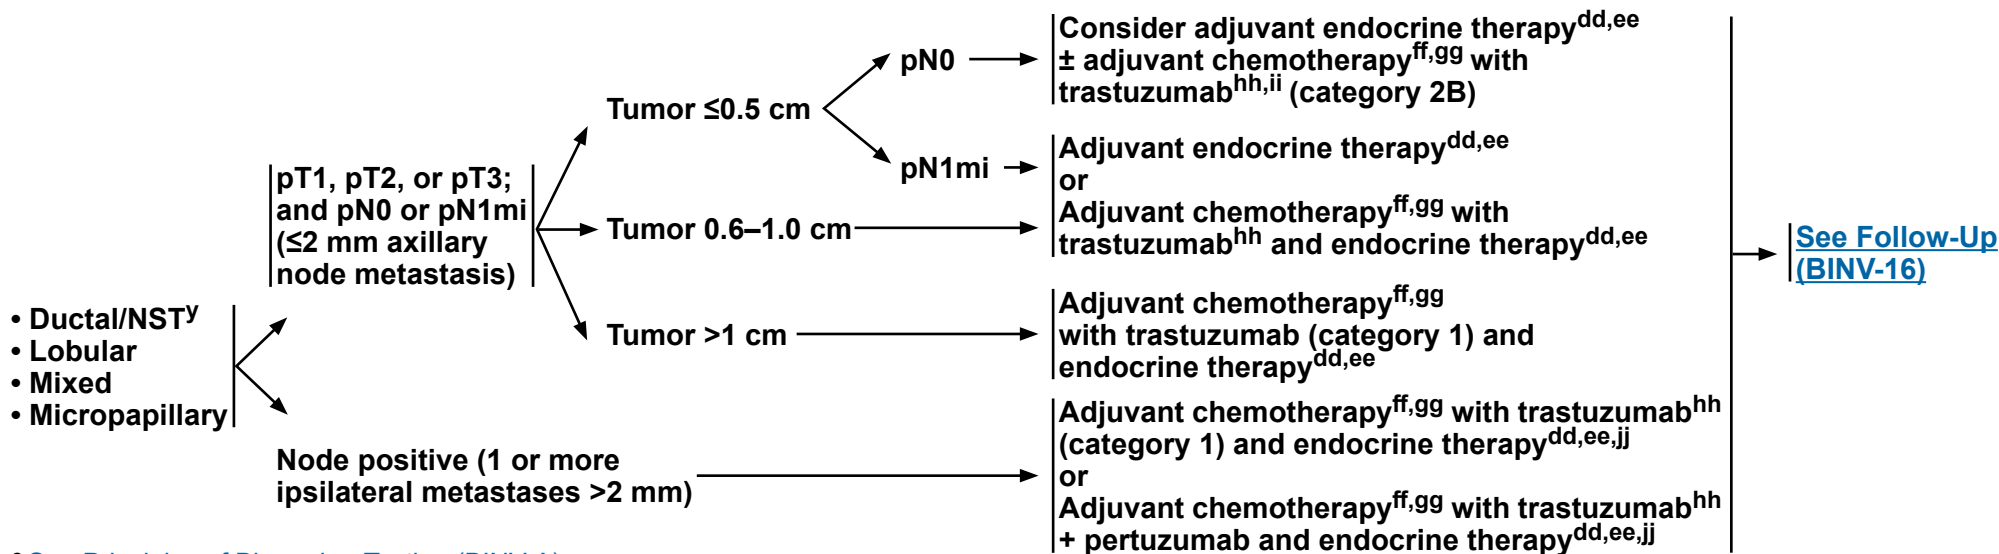 • Ductal/NSTy
• Lobular
• Mixed
• Micropapillary
pT1, pT2, or pT3;
and pN0 or pN1mi
(≤2 mm axillary
node metastasis)
Tumor ≤0.5 cm
pN0
Consider adjuvant endocrine therapydd,ee
± adjuvant chemotherapyff,gg with
trastuzumabhh,ii (category 2B)
pN1mi
Tumor 0.6–1.0 cm
Adjuvant endocrine therapydd,ee
or
Adjuvant chemotherapyff,gg with
trastuzumabhh and endocrine therapydd,ee
Tumor >1 cm
Adjuvant chemotherapyff,gg
with trastuzumab (category 1) and
endocrine therapydd,ee
Node positive (1 or more
ipsilateral metastases >2 mm)
Adjuvant chemotherapyff,gg with trastuzumabhh
(category 1) and endocrine therapydd,ee,jj
or
Adjuvant chemotherapyff,gg with trastuzumabhh
+ pertuzumab and endocrine therapydd,ee,jj
See Follow-Up
(BINV-16)